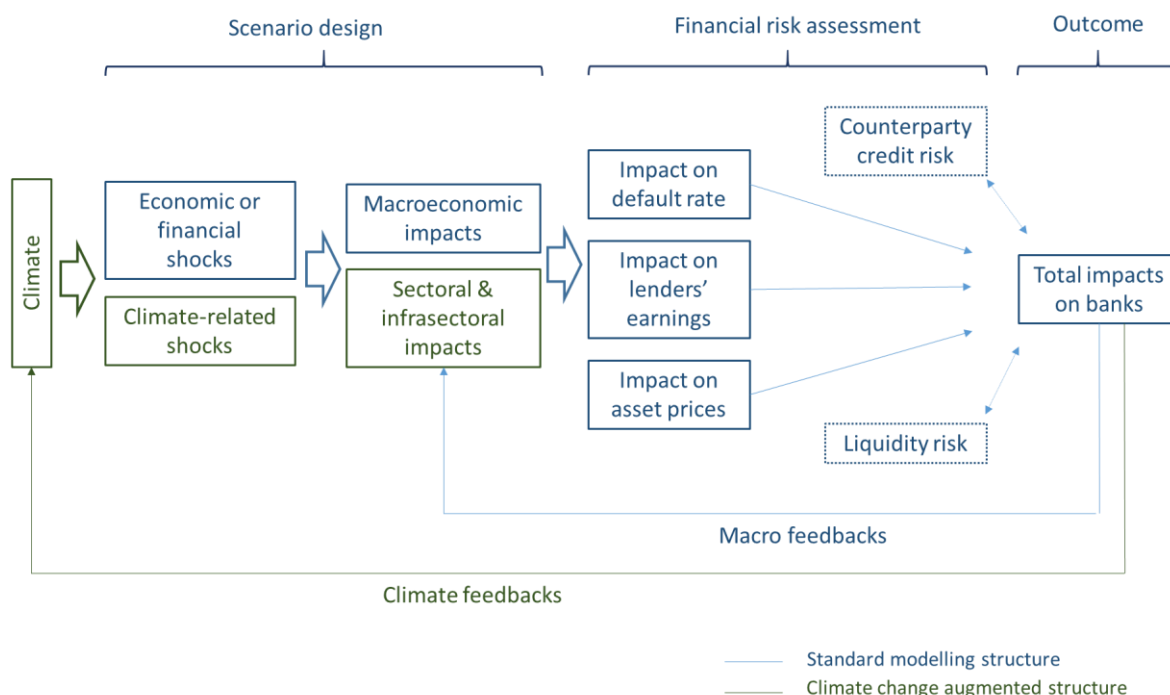 Scenario design
Financial risk assessment
Outcome
Climate
Economic or
financial
shocks
Climate-related
shocks
Macroeconomic
impacts
Sectoral &
infrasectoral
impacts
Impact on
default rate
Impact on
lenders’
earnings
Impact on
asset prices
Counterparty
credit risk
Liquidity risk
Total impacts
on banks
Macro feedbacks
Climate feedbacks
Standard modelling structure
Climate change augmented structure